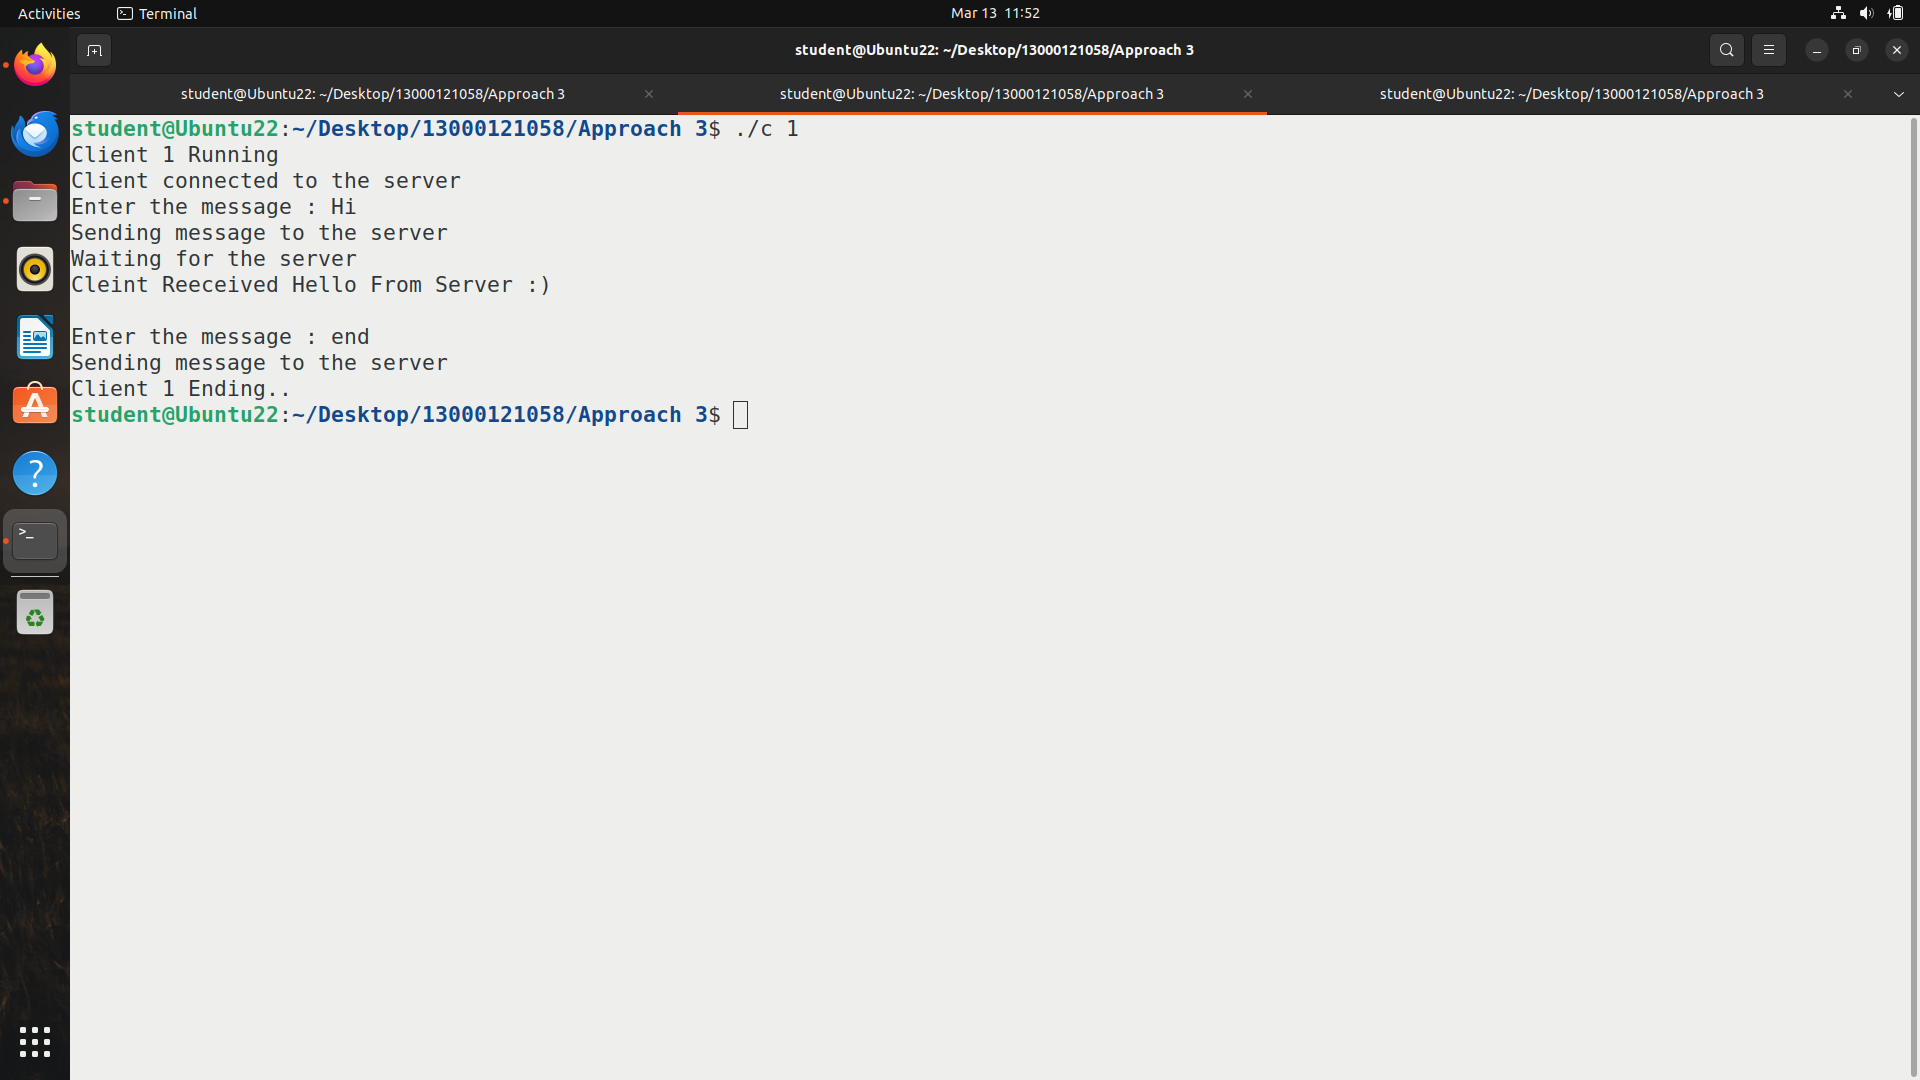 Activities
Terminal
Mar 13 11:52
student@Ubuntu22: ~/Desktop/13000121058/Approach 3
student@Ubuntu22: ~/Desktop/13000121058/Approach 3
student@Ubuntu22: ~/Desktop/13000121058/Approach 3
student@Ubuntu22: ~/Desktop/13000121058/Approach 3
student@Ubuntu22:~/Desktop/13000121058/Approach 3$ ./c 1
Client 1 Running
Client connected to the server
Enter the message : Hi
Sending message to the server
Waiting for the server
Cleint Reeceived Hello From Server :)
Enter the message : end
Sending message to the server
Client 1 Ending..
student@Ubuntu22:~/Desktop/13000121058/Approach 3$